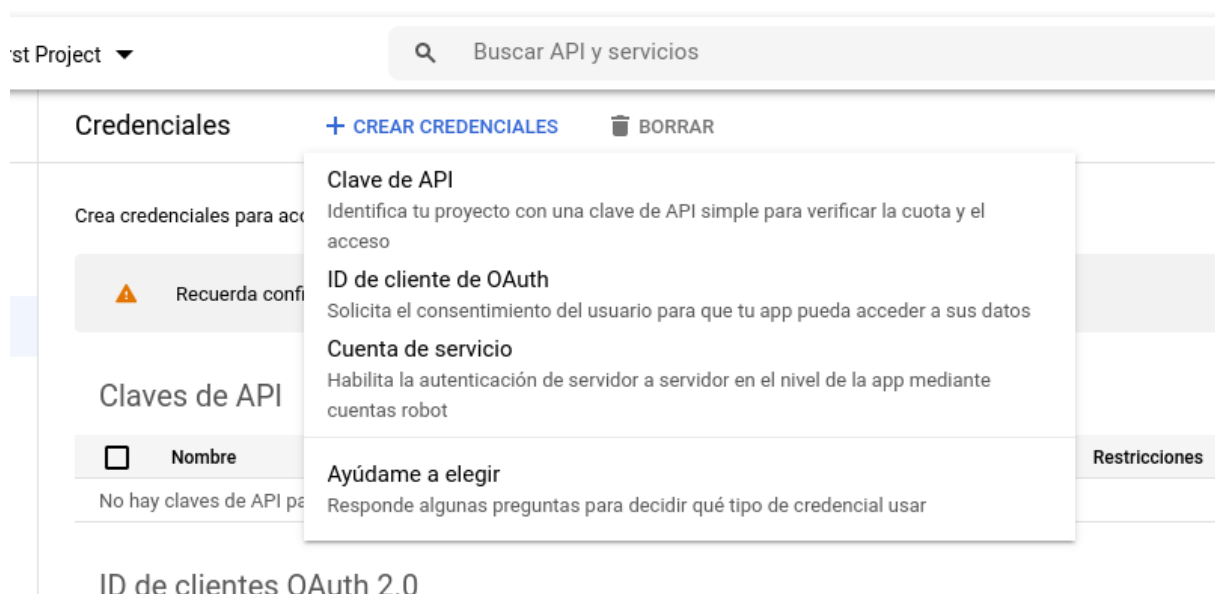 rst Project
Buscar API y servicios
Credenciales
+ CREAR CREDENCIALES
BORRAR
Clave de API
Identifica tu proyecto con una clave de API simple para verificar la cuota y el
acceso
Crea credenciales para acc
ID de cliente de OAuth
Recuerda confi
Solicita el consentimiento del usuario para que tu app pueda acceder a sus datos
Cuenta de servicio
Habilita la autenticación de servidor a servidor en el nivel de la app mediante
cuentas robot
Claves de API
Nombre
Restricciones
Ayúdame a elegir
No hay claves de API pa
Responde algunas preguntas para decidir qué tipo de credencial usar
ID de clientes OAuth 2.0